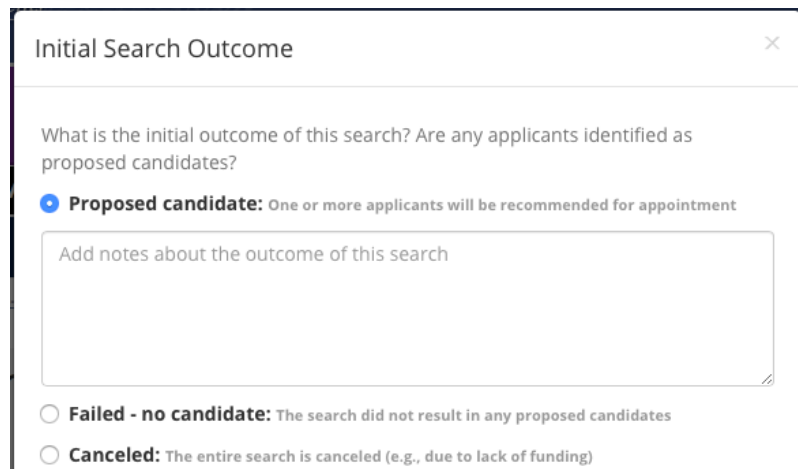 Initial Search Outcome
What is the initial outcome of this search? Are any applicants identified as
proposed candidates?
Proposed candidate: One or more applicants will be recommended for appointment
Add notes about the outcome of this search
Failed - no candidate: The search did not result in any proposed candidates
Canceled: The entire search is canceled (e.g., due to lack of funding)